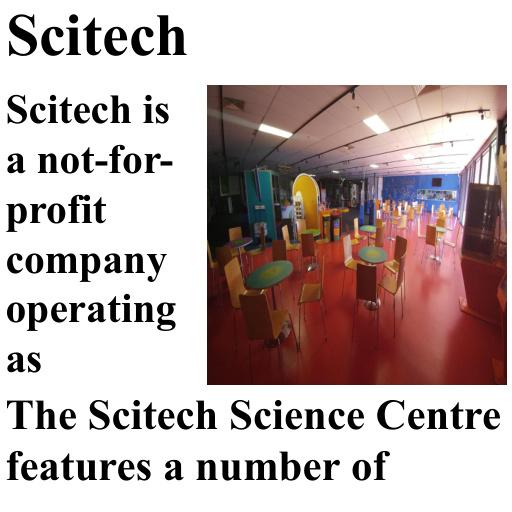 Scitech
Scitech is
a not-for-
profit
company
operating
as
The Scitech Science Centre
features a number of